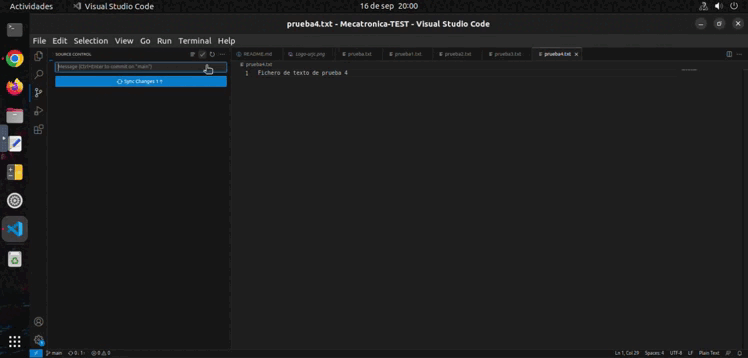 Actividades Visual Studio Code 16 de sep 20:00
prueba4.txt - Mecatronica-TEST - Visual Studio Code
File Edit Selection View Go Run Terminal Help
SOURCE CONTROL
README.md Logo-urjc.png prueba.txt prueba1.txt prueba2.txt prueba3.txt prueba4.txt
Message (Ctrl+Enter to commit on "main")
prueba4.txt
1 Fichero de texto de prueba 4
Sync Changes 1↑
main 0↓ 1↑ 0 0 Ln 1, Col 29 Spaces: 4 UTF-8 LF Plain Text